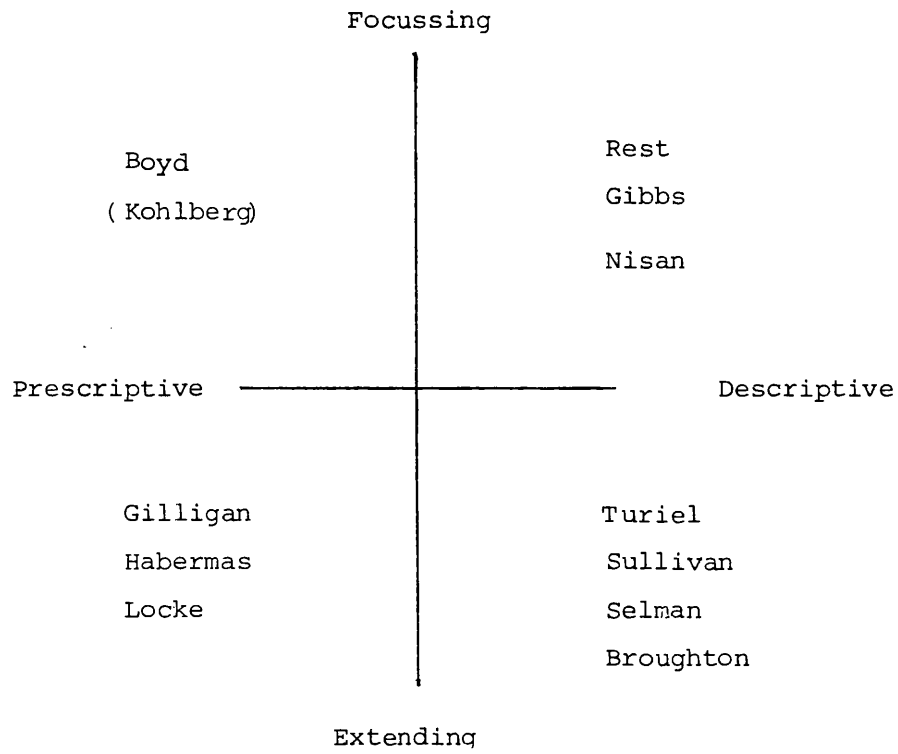 Focussing
Boyd
(Kohlberg)
Rest
Gibbs
Nisan
Prescriptive
Descriptive
Gilligan
Habermas
Locke
Turiel
Sullivan
Selman
Broughton
Extending